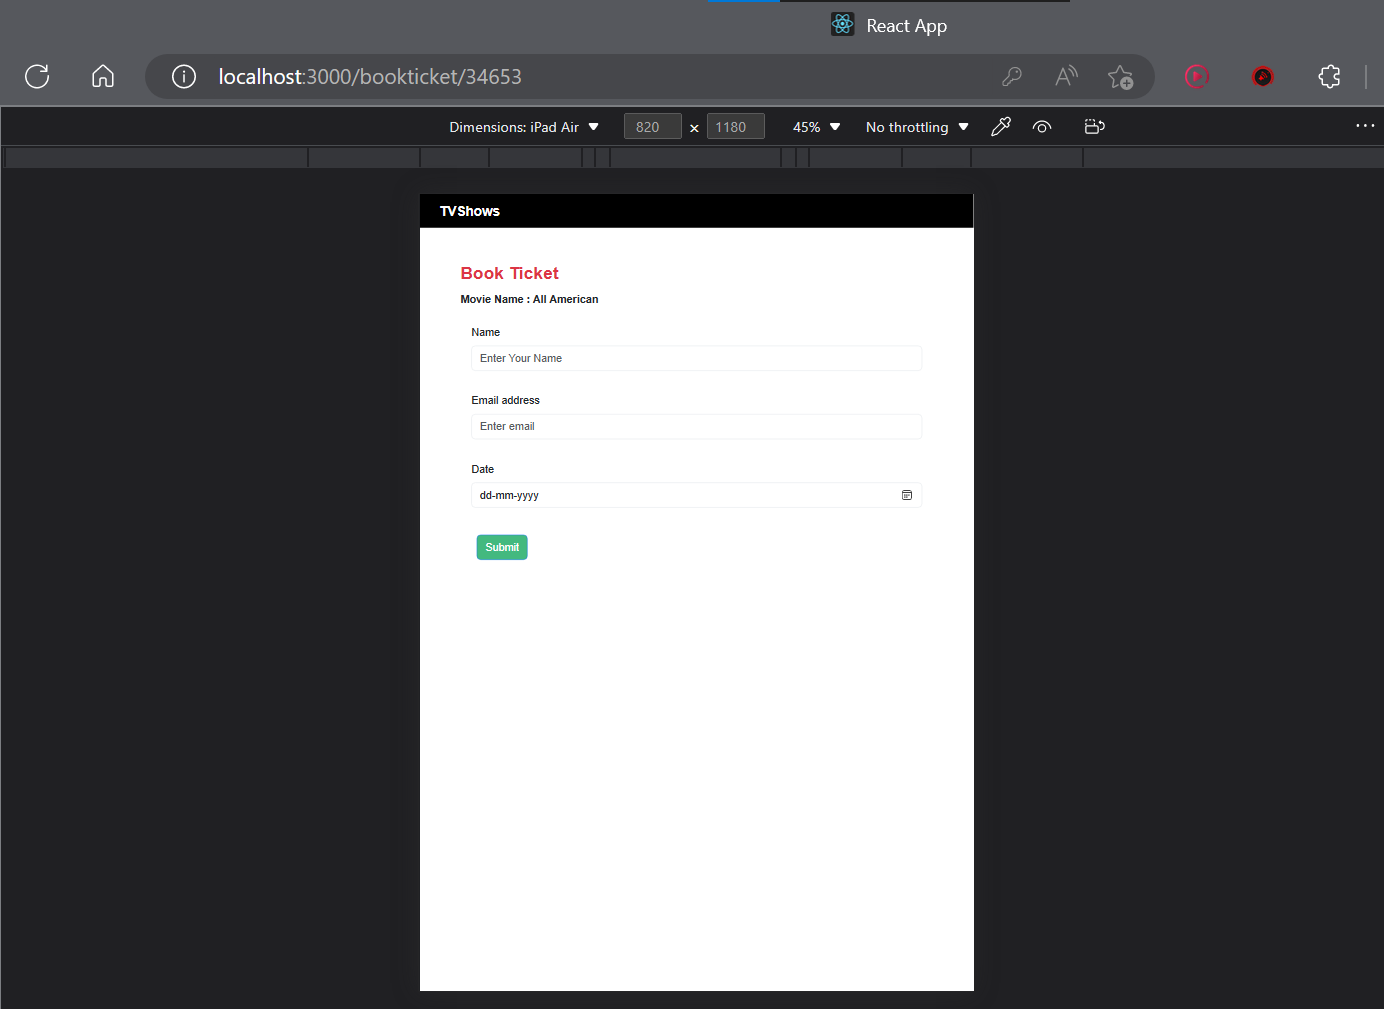 React App
localhost:3000/bookticket/34653
Dimensions: iPad Air 820 x 1180 45% No throttling
TVShows
Book Ticket
Movie Name : All American
Name
Enter Your Name
Email address
Enter email
Date
dd-mm-yyyy
Submit